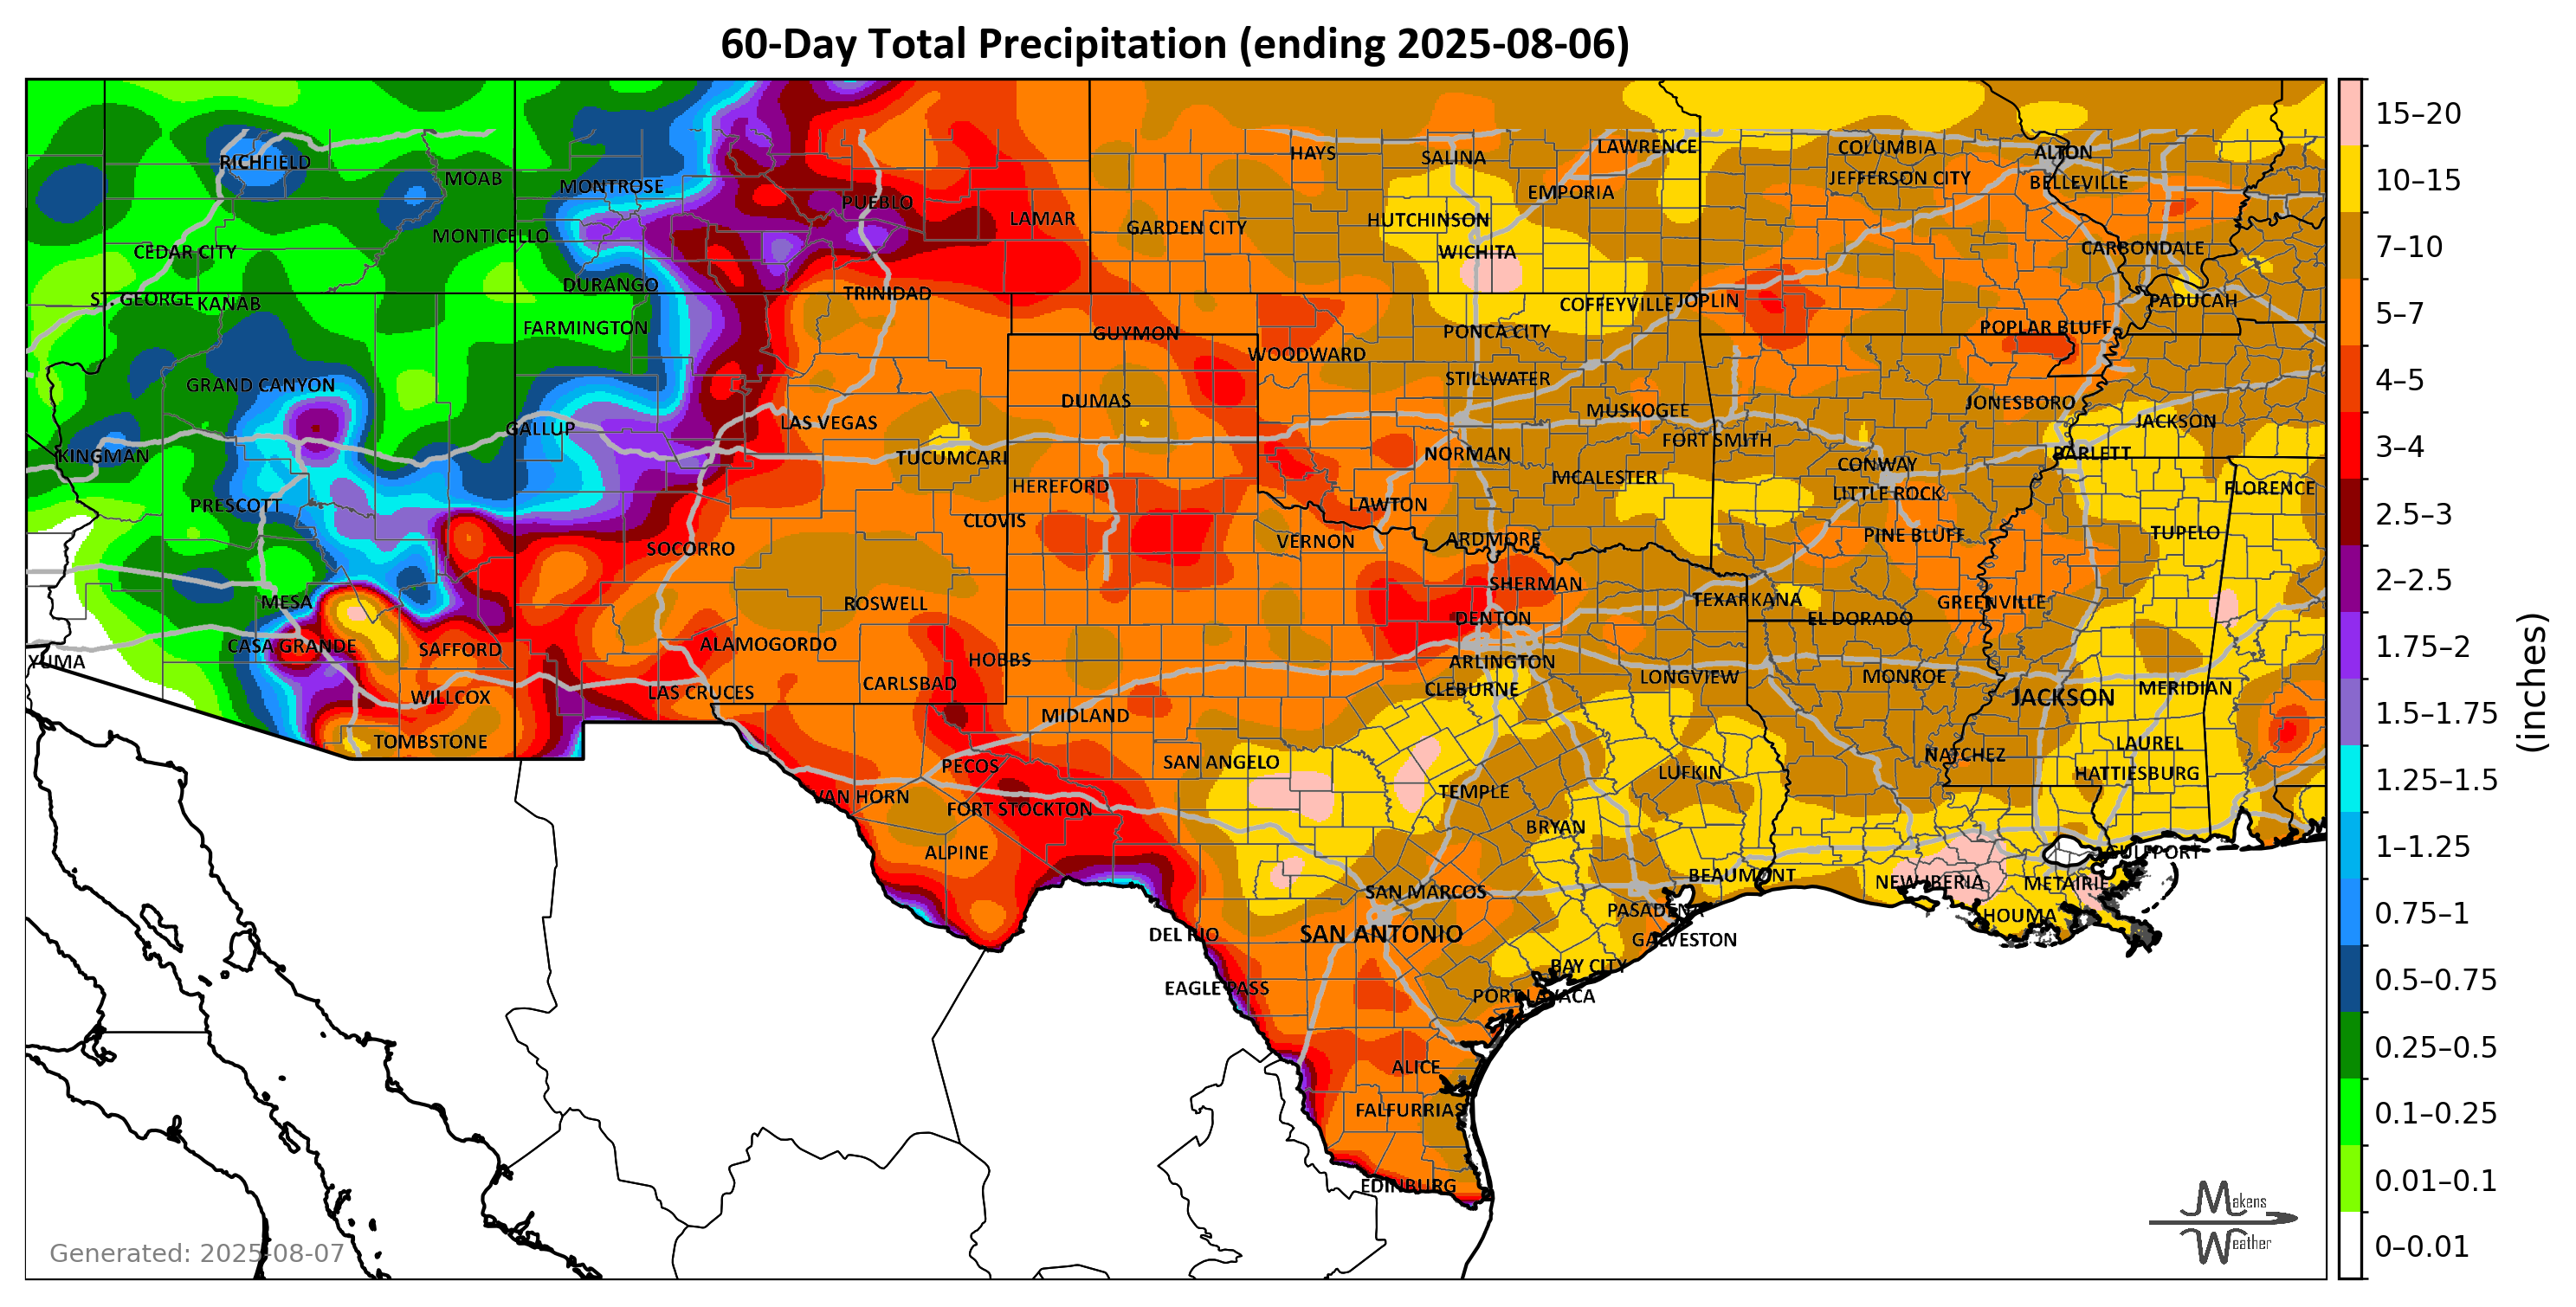 60-Day Total Precipitation (ending 2025-08-06)
RICHFIELD
MOAB
MONTROSE
PUEBLO
LAMAR
HAYS
SALINA
LAWRENCE
COLUMBIA
ALTON
EMPORIA
JEFFERSON CITY
BELLEVILLE
CEDAR CITY
MONTICELLO
GARDEN CITY
HUTCHINSON
WICHITA
CARBONDALE
ST. GEORGE
KANAB
DURANGO
TRINIDAD
COFFEYVILLE
JOPLIN
PADUCAH
FARMINGTON
GUYMON
PONCA CITY
POPLAR BLUFF
WOODWARD
GRAND CANYON
DUMAS
STILLWATER
MUSKOGEE
JONESBORO
JACKSON
GALLUP
LAS VEGAS
KINGMAN
TUCUMCARI
NORMAN
FORT SMITH
BARLETT
CONWAY
PRESCOTT
HEREFORD
MCALESTER
LITTLE ROCK
FLORENCE
CLOVIS
LAWTON
SOCORRO
VERNON
ARDMORE
PINE BLUFF
TUPELO
MESA
ROSWELL
SHERMAN
TEXARKANA
GREENVILLE
DENTON
EL DORADO
CASA GRANDE
SAFFORD
ALAMOGORDO
YUMA
HOBBS
ARLINGTON
WILLCOX
LAS CRUCES
CARLSBAD
CLEBURNE
LONGVIEW
MONROE
JACKSON
MERIDIAN
MIDLAND
TOMBSTONE
PECOS
SAN ANGELO
NATCHEZ
LAUREL
VAN HORN
FORT STOCKTON
TEMPLE
LUFKIN
HATTIESBURG
BRYAN
ALPINE
GULFPORT
SAN MARCOS
BEAUMONT
NEW IBERIA
METAIRIE
DEL RIO
SAN ANTONIO
PASADENA
GALVESTON
HOUMA
EAGLE PASS
BAY CITY
PORT LAVACA
ALICE
FALFURRIAS
EDINBURG
Generated: 2025-08-07
Makens
Weather
15–20
10–15
7–10
5–7
4–5
3–4
2.5–3
2–2.5
1.75–2
1.5–1.75
1.25–1.5
1–1.25
0.75–1
0.5–0.75
0.25–0.5
0.1–0.25
0.01–0.1
0–0.01
(inches)